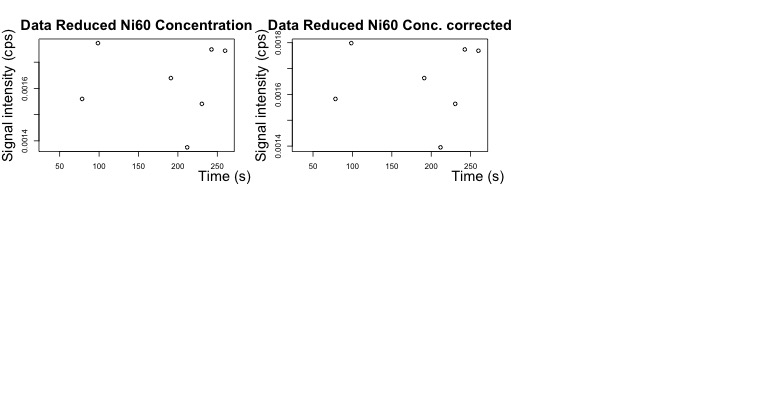 Data Reduced Ni60 Concentration
Signal intensity (cps)
0.0016
0.0014
50 100 150 200 250
Time (s)
Data Reduced Ni60 Conc. corrected
Signal intensity (cps)
0.0018
0.0016
0.0014
50 100 150 200 250
Time (s)